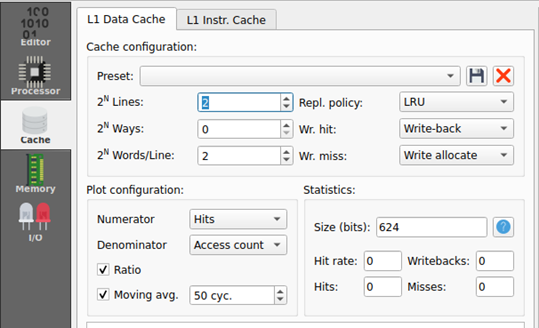 100
1010
01
Editor
Processor
Cache
Memory
I/O
L1 Data Cache L1 Instr. Cache
Cache configuration:
Preset:
2ᴺ Lines: 2 Repl. policy: LRU
2ᴺ Ways: 0 Wr. hit: Write-back
2ᴺ Words/Line: 2 Wr. miss: Write allocate
Plot configuration:
Numerator Hits
Denominator Access count
Ratio
Moving avg. 50 cyc.
Statistics:
Size (bits): 624 ?
Hit rate: 0 Writebacks: 0
Hits: 0 Misses: 0